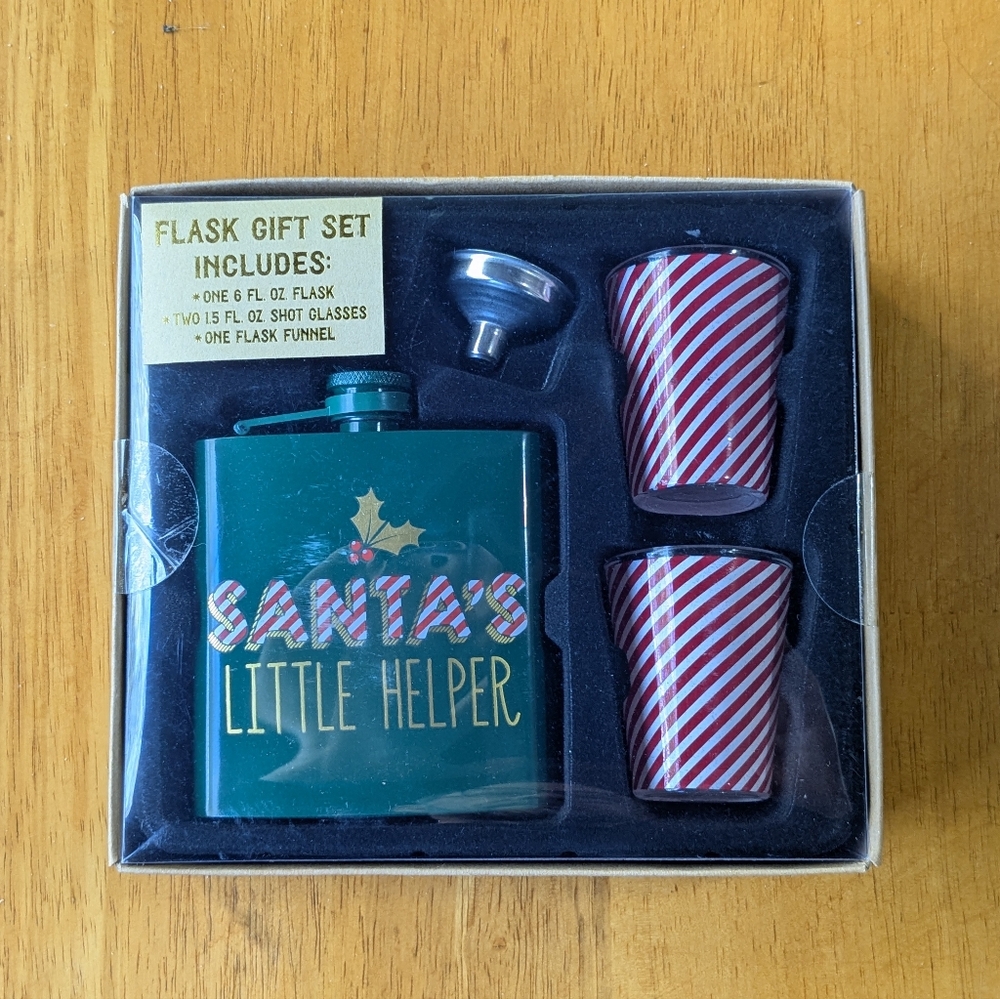 FLASK GIFT SET
INCLUDES:
*ONE 6 FL. OZ. FLASK
*TWO 1.5 FL. OZ. SHOT GLASSES
*ONE FLASK FUNNEL
SANTA'S
LITTLE HELPER